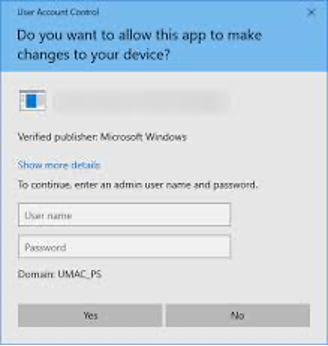 User Account Control
Do you want to allow this app to make
changes to your device?
Verified publisher: Microsoft Windows
Show more details
To continue, enter an admin user name and password.
User name
Password
Domain: UMAC_PS
Yes
No